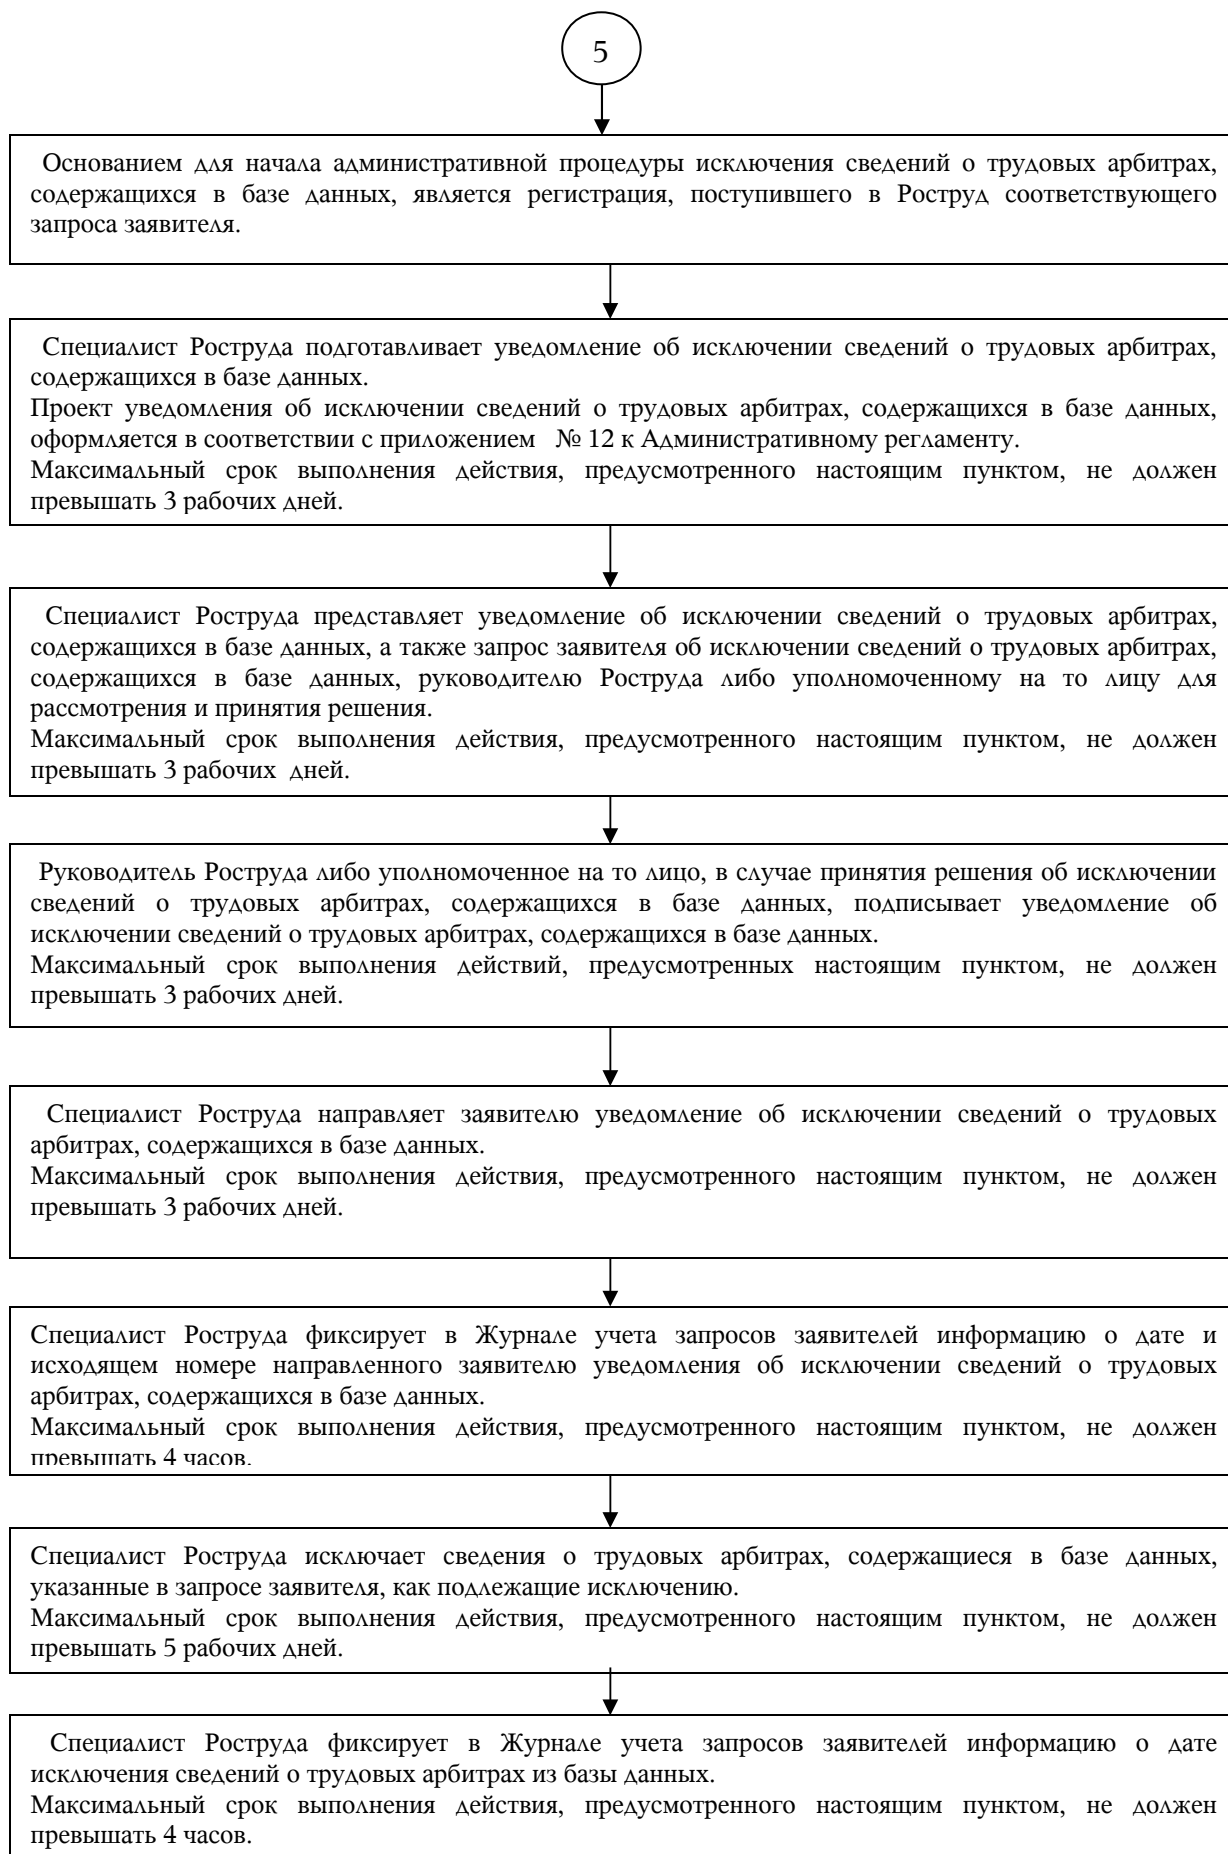 5
Основанием для начала административной процедуры исключения сведений о трудовых арбитрах,
содержащихся в базе данных, является регистрация, поступившего в Роструд соответствующего
запроса заявителя.
Специалист Роструда подготавливает уведомление об исключении сведений о трудовых арбитрах,
содержащихся в базе данных.
Проект уведомления об исключении сведений о трудовых арбитрах, содержащихся в базе данных,
оформляется в соответствии с приложением № 12 к Административному регламенту.
Максимальный срок выполнения действия, предусмотренного настоящим пунктом, не должен
превышать 3 рабочих дней.
Специалист Роструда представляет уведомление об исключении сведений о трудовых арбитрах,
содержащихся в базе данных, а также запрос заявителя об исключении сведений о трудовых арбитрах,
содержащихся в базе данных, руководителю Роструда либо уполномоченному на то лицу для
рассмотрения и принятия решения.
Максимальный срок выполнения действия, предусмотренного настоящим пунктом, не должен
превышать 3 рабочих дней.
Руководитель Роструда либо уполномоченное на то лицо, в случае принятия решения об исключении
сведений о трудовых арбитрах, содержащихся в базе данных, подписывает уведомление об
исключении сведений о трудовых арбитрах, содержащихся в базе данных.
Максимальный срок выполнения действий, предусмотренных настоящим пунктом, не должен
превышать 3 рабочих дней.
Специалист Роструда направляет заявителю уведомление об исключении сведений о трудовых
арбитрах, содержащихся в базе данных.
Максимальный срок выполнения действия, предусмотренного настоящим пунктом, не должен
превышать 3 рабочих дней.
Специалист Роструда фиксирует в Журнале учета запросов заявителей информацию о дате и
исходящем номере направленного заявителю уведомления об исключении сведений о трудовых
арбитрах, содержащихся в базе данных.
Максимальный срок выполнения действия, предусмотренного настоящим пунктом, не должен
превышать 4 часов.
Специалист Роструда исключает сведения о трудовых арбитрах, содержащиеся в базе данных,
указанные в запросе заявителя, как подлежащие исключению.
Максимальный срок выполнения действия, предусмотренного настоящим пунктом, не должен
превышать 5 рабочих дней.
Специалист Роструда фиксирует в Журнале учета запросов заявителей информацию о дате
исключения сведений о трудовых арбитрах из базы данных.
Максимальный срок выполнения действия, предусмотренного настоящим пунктом, не должен
превышать 4 часов.